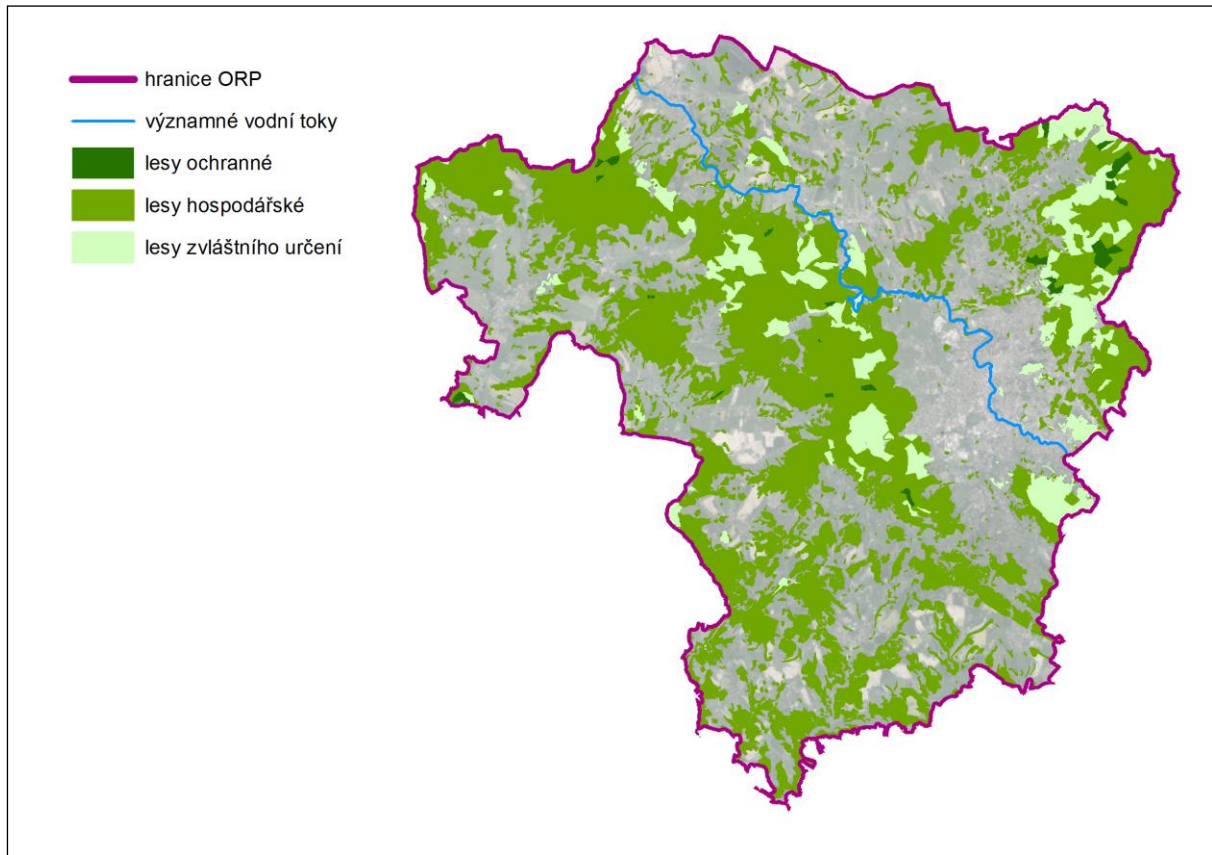 hranice ORP
významné vodní toky
lesy ochranné
lesy hospodářské
lesy zvláštního určení